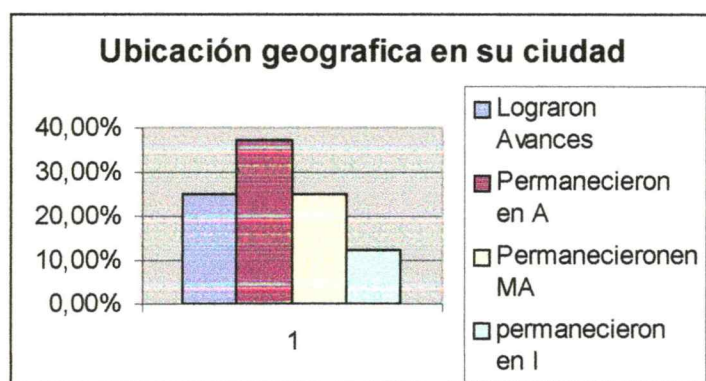 Ubicación geografica en su ciudad
40,00%
30,00%
20,00%
10,00%
0,00%
1
Lograron
Avances
Permanecieron
en A
Permanecieronen
MA
permanecieron
en I